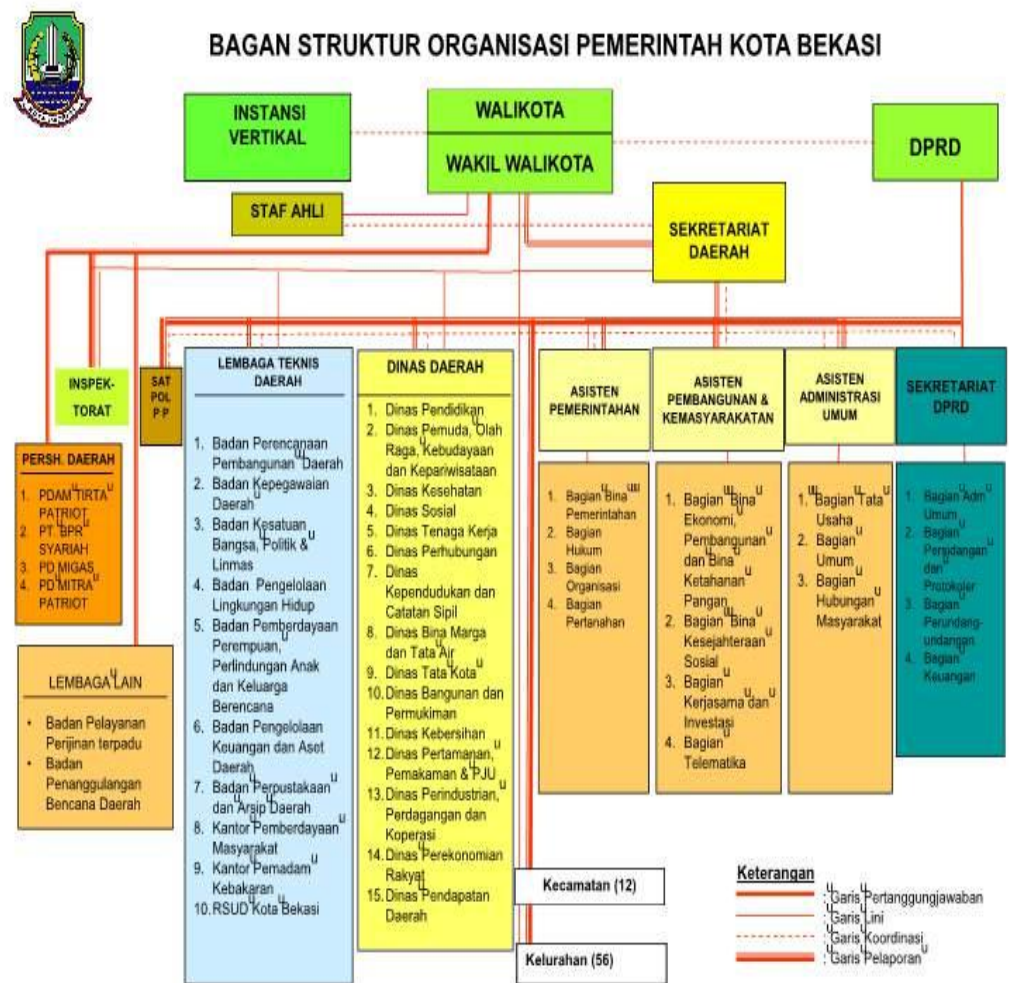 BAGAN STRUKTUR ORGANISASI PEMERINTAH KOTA BEKASI
INSTANSI
VERTIKAL
WALIKOTA
WAKIL WALIKOTA
DPRD
STAF AHLI
SEKRETARIAT
DAERAH
INSPEK-
TORAT
SAT
POL
P P
LEMBAGA TEKNIS
DAERAH
1. Badan Perencanaan
Pembangunan Daerah
2. Badan Kepegawaian
Daerah
3. Badan Kesatuan
Bangsa, Politik &
Linmas
4. Badan Pengelolaan
Lingkungan Hidup
5. Badan Pemberdayaan
Perempuan,
Perlindungan Anak
dan Keluarga
Berencana
6. Badan Pengelolaan
Keuangan dan Aset
Daerah
7. Badan Perpustakaan
dan Arsip Daerah
8. Kantor Pemberdayaan
Masyarakat
9. Kantor Pemadam
Kebakaran
10. RSUD Kota Bekasi
DINAS DAERAH
1. Dinas Pendidikan
2. Dinas Pemuda, Olah
Raga, Kebudayaan
dan Kepariwisataan
3. Dinas Kesehatan
4. Dinas Sosial
5. Dinas Tenaga Kerja
6. Dinas Perhubungan
7. Dinas
Kependudukan dan
Catatan Sipil
8. Dinas Bina Marga
dan Tata Air
9. Dinas Tata Kota
10. Dinas Bangunan dan
Permukiman
11. Dinas Kebersihan
12. Dinas Pertamanan,
Pemakaman & PJU
13. Dinas Perindustrian,
Perdagangan dan
Koperasi
14. Dinas Perekonomian
Rakyat
15. Dinas Pendapatan
Daerah
ASISTEN
PEMERINTAHAN
1. Bagian Bina
Pemerintahan
2. Bagian
Hukum
3. Bagian
Organisasi
4. Bagian
Pertanahan
ASISTEN
PEMBANGUNAN &
KEMASYARAKATAN
1. Bagian Bina
Ekonomi,
Pembangunan
dan Bina
Ketahanan
Pangan
2. Bagian Bina
Kesejahteraan
Sosial
3. Bagian
Kerjasama dan
Investasi
4. Bagian
Telematika
ASISTEN
ADMINISTRASI
UMUM
1. Bagian Tata
Usaha
2. Bagian
Umum
3. Bagian
Hubungan
Masyarakat
SEKRETARIAT
DPRD
1. Bagian Adm
Umum
2. Bagian
Persidangan
dan
Protokoler
3. Bagian
Perundang-
undangan
4. Bagian
Keuangan
PERSH. DAERAH
1. PDAM TIRTA
PATRIOT
2. PT. BPR
SYARIAH
3. PD MIGAS
4. PD MITRA
PATRIOT
LEMBAGA LAIN
• Badan Pelayanan
Perijinan terpadu
• Badan
Penanggulangan
Bencana Daerah
Kecamatan (12)
Kelurahan (56)
Keterangan
: Garis Pertanggungjawaban
: Garis Lini
: Garis Koordinasi
: Garis Pelaporan